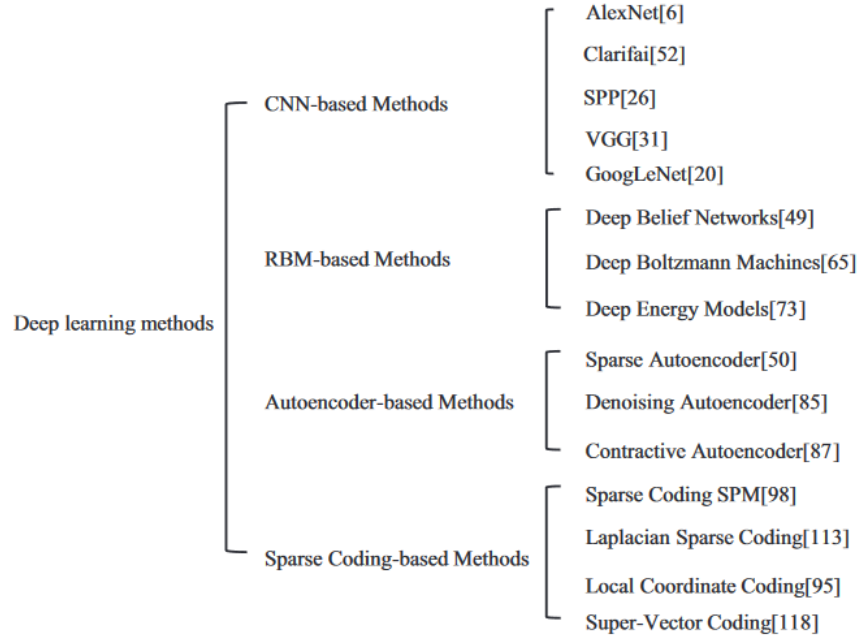 Deep learning methods
CNN-based Methods
AlexNet[6]
Clarifai[52]
SPP[26]
VGG[31]
GoogLeNet[20]
RBM-based Methods
Deep Belief Networks[49]
Deep Boltzmann Machines[65]
Deep Energy Models[73]
Autoencoder-based Methods
Sparse Autoencoder[50]
Denoising Autoencoder[85]
Contractive Autoencoder[87]
Sparse Coding-based Methods
Sparse Coding SPM[98]
Laplacian Sparse Coding[113]
Local Coordinate Coding[95]
Super-Vector Coding[118]